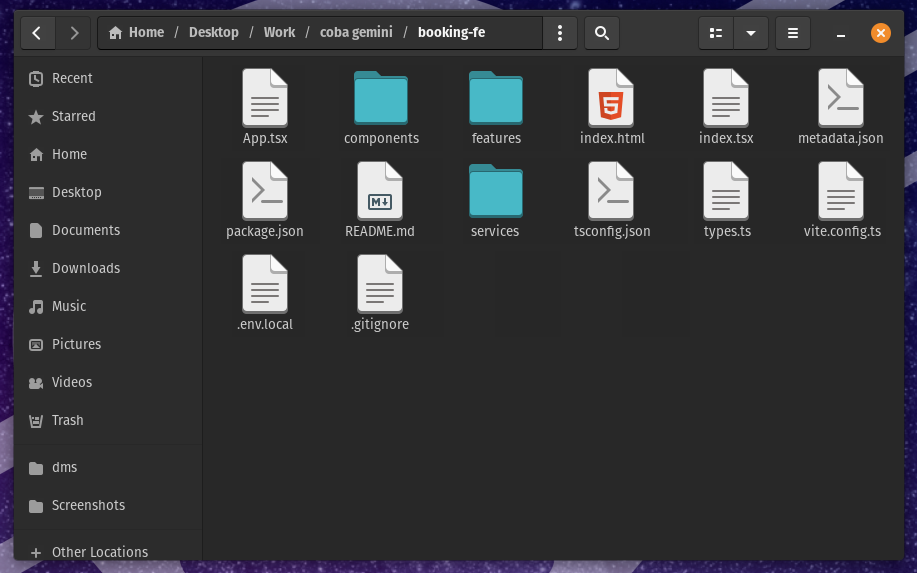 Home / Desktop / Work / coba gemini / booking-fe
Recent
Starred
Home
Desktop
Documents
Downloads
Music
Pictures
Videos
Trash
dms
Screenshots
Other Locations
App.tsx components features index.html index.tsx metadata.json
package.json README.md services tsconfig.json types.ts vite.config.ts
.env.local .gitignore